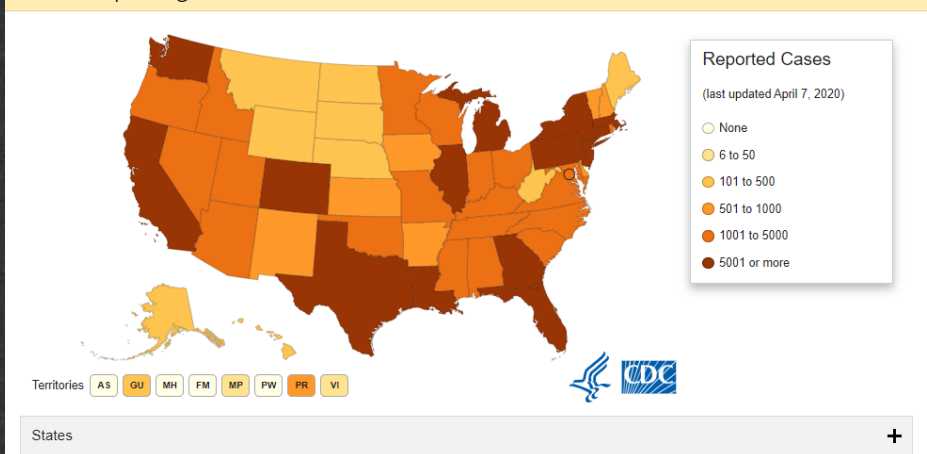 Reported Cases
(last updated April 7, 2020)
None
6 to 50
101 to 500
501 to 1000
1001 to 5000
5001 or more
CDC
Territories AS GU MH FM MP PW PR VI
States +